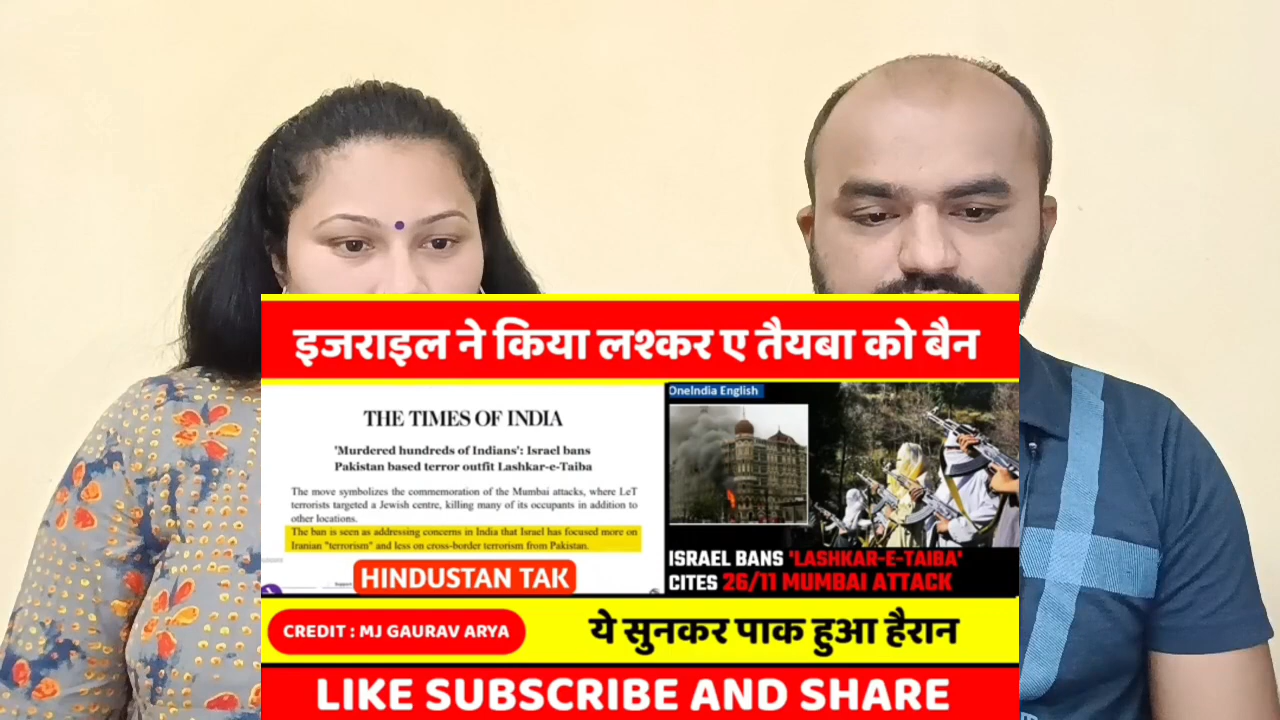 इजराइल ने किया लश्कर ए तैयबा को बैन
THE TIMES OF INDIA
'Murdered hundreds of Indians': Israel bans
Pakistan based terror outfit Lashkar-e-Taiba
The move symbolizes the commemoration of the Mumbai attacks, where LeT
terrorists targeted a Jewish centre, killing many of its occupants in addition to
other locations.
The ban is seen as addressing concerns in India that Israel has focused more on
Iranian "terrorism" and less on cross-border terrorism from Pakistan.
HINDUSTAN TAK
OneIndia English
ISRAEL BANS 'LASHKAR-E-TAIBA'
CITES 26/11 MUMBAI ATTACK
CREDIT : MJ GAURAV ARYA
ये सुनकर पाक हुआ हैरान
LIKE SUBSCRIBE AND SHARE